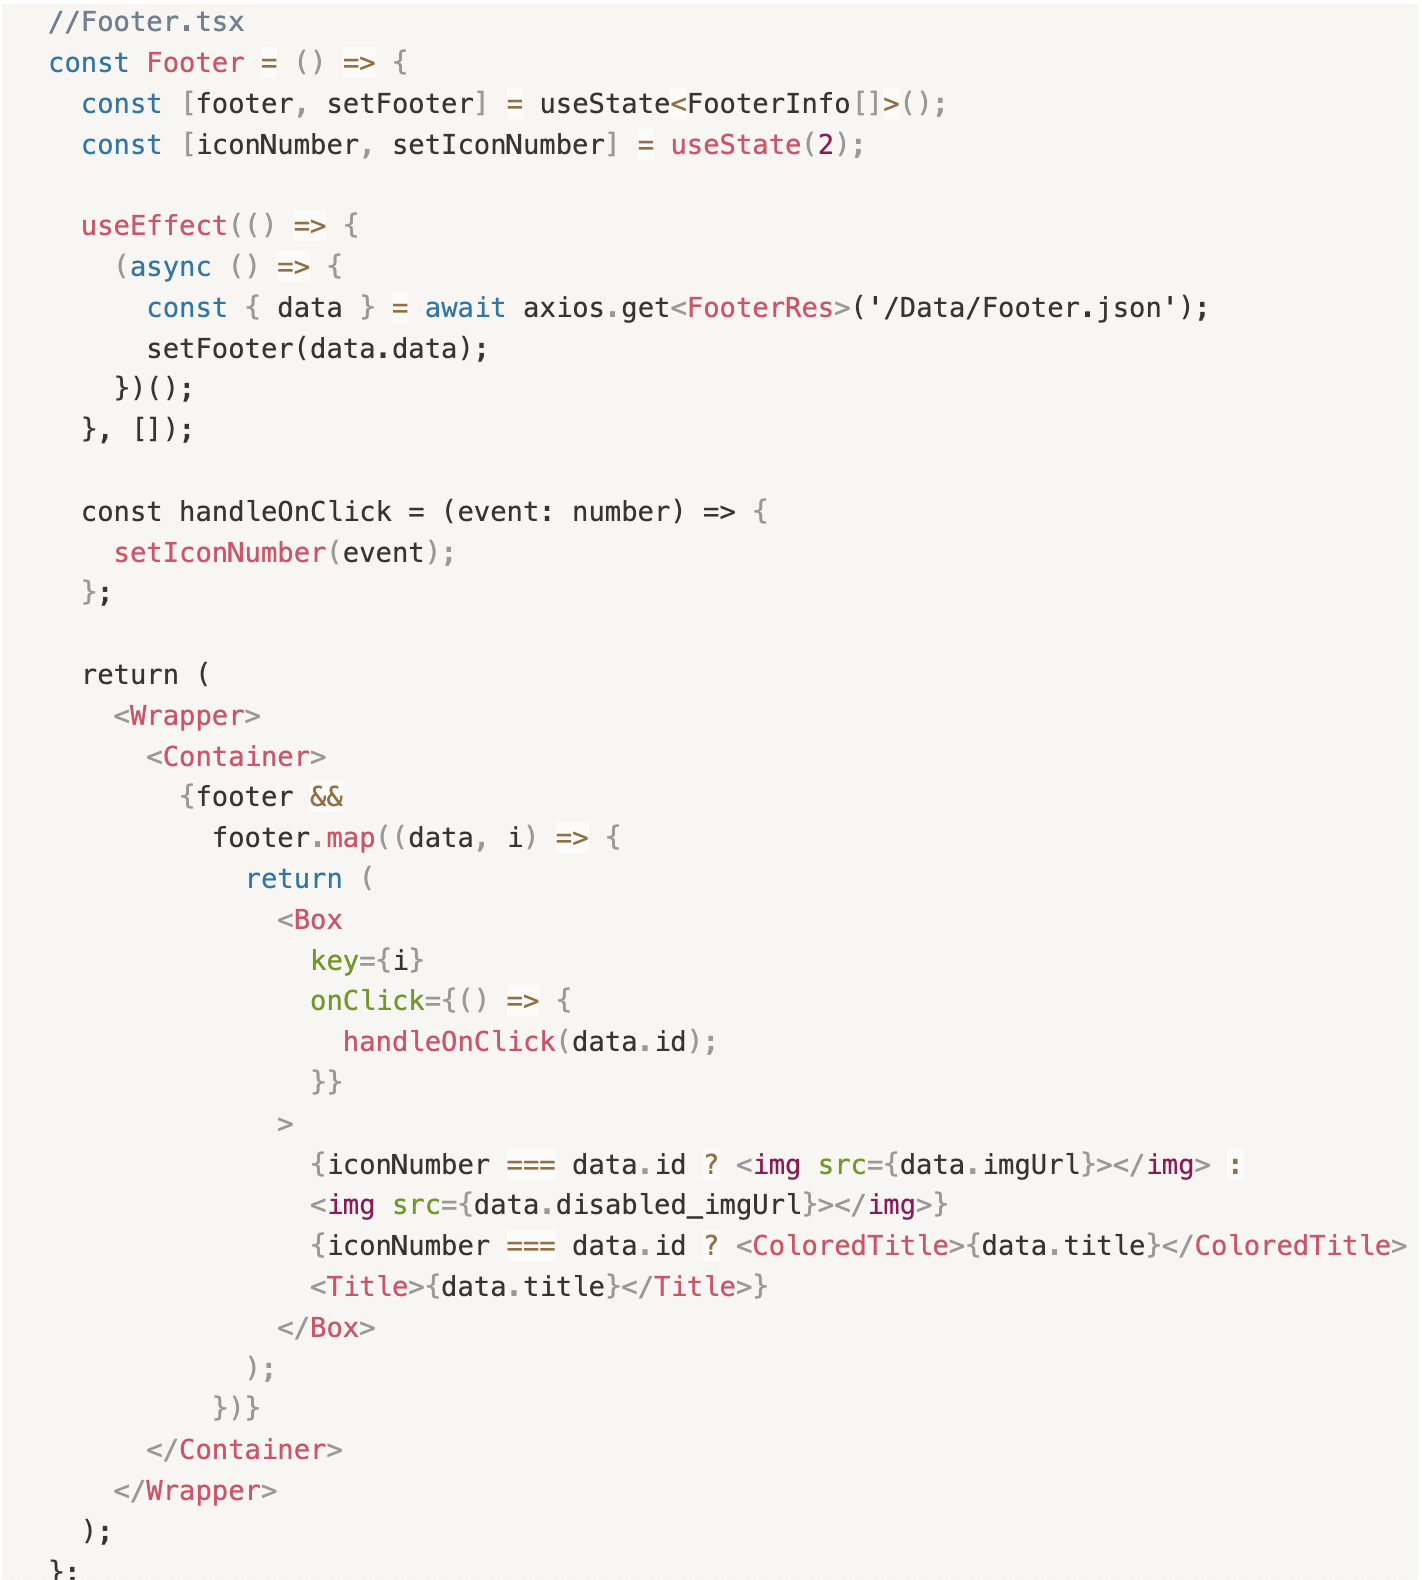 //Footer.tsx
const Footer = () => {
  const [footer, setFooter] = useState<FooterInfo[]>();
  const [iconNumber, setIconNumber] = useState(2);

  useEffect(() => {
    (async () => {
      const { data } = await axios.get<FooterRes>('/Data/Footer.json');
      setFooter(data.data);
    })();
  }, []);

  const handleOnClick = (event: number) => {
    setIconNumber(event);
  };

  return (
    <Wrapper>
      <Container>
        {footer &&
          footer.map((data, i) => {
            return (
              <Box
                key={i}
                onClick={() => {
                  handleOnClick(data.id);
                }}
              >
                {iconNumber === data.id ? <img src={data.imgUrl}></img> :
                <img src={data.disabled_imgUrl}></img>}
                {iconNumber === data.id ? <ColoredTitle>{data.title}</ColoredTitle>
                <Title>{data.title}</Title>}
              </Box>
            );
          })}
      </Container>
    </Wrapper>
  );
};